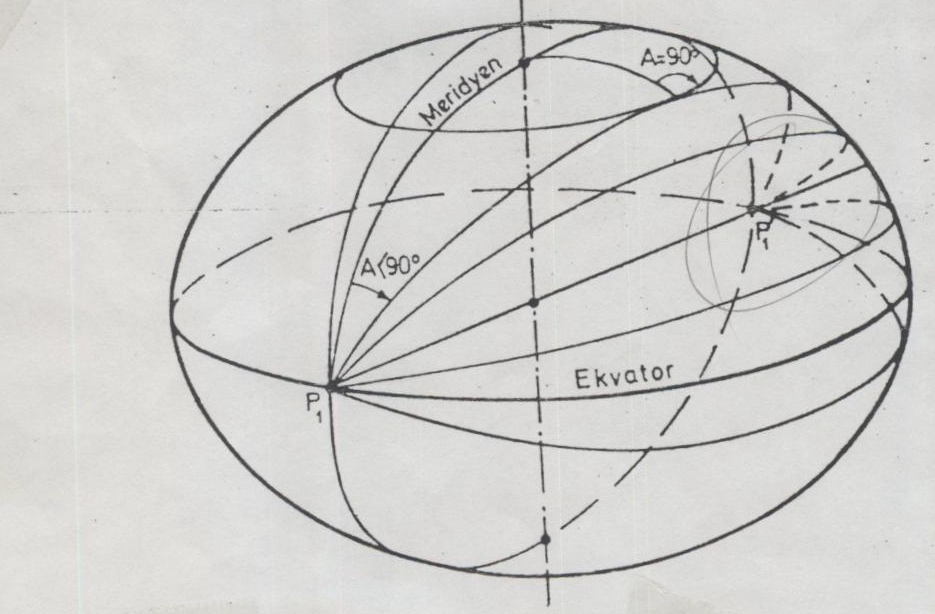 A=90°
Meridyen
P₁'
A<90°
Ekvator
P₁